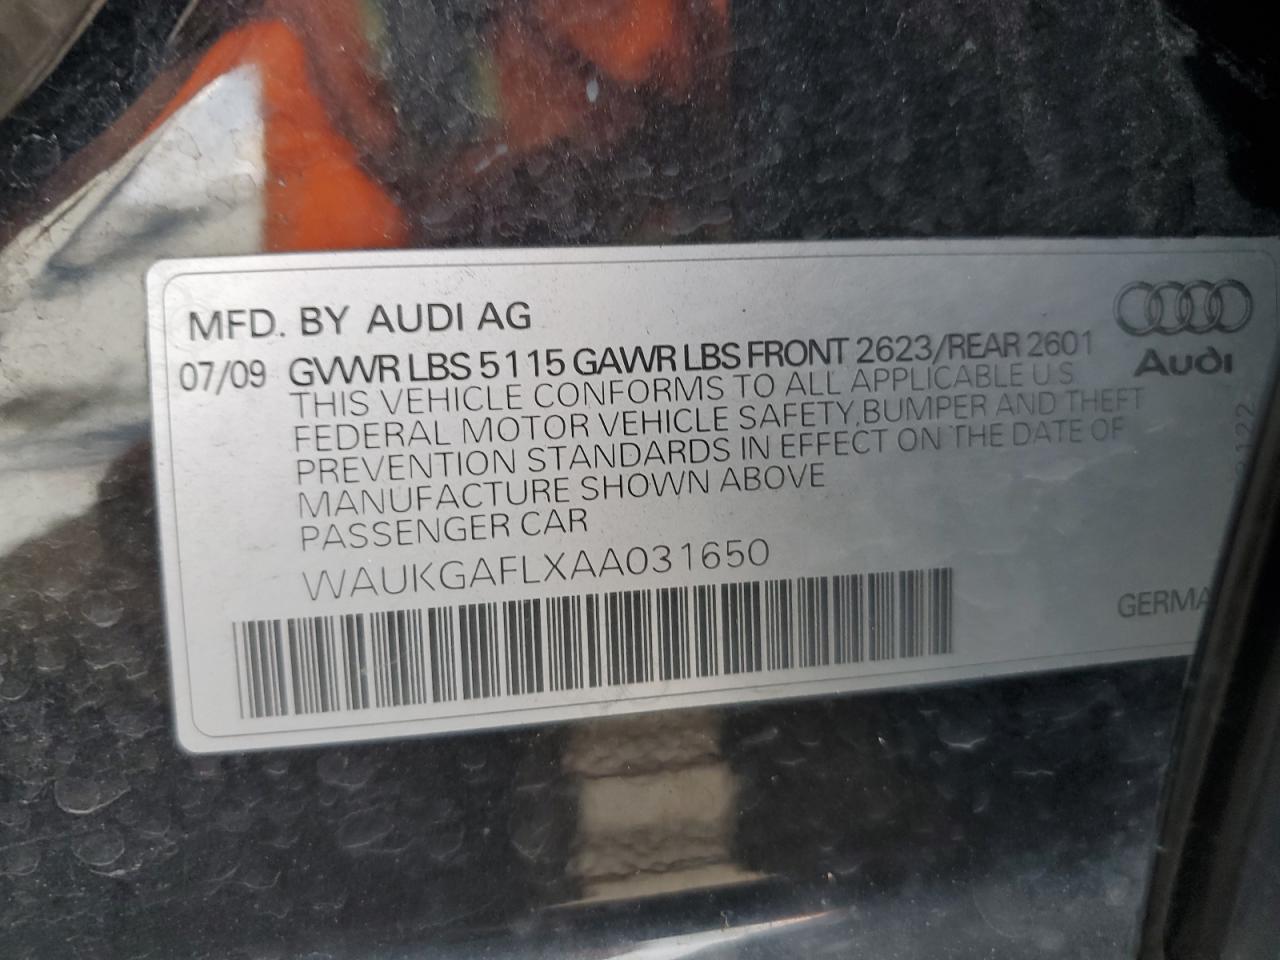 MFD. BY AUDI AG
Audi
07/09 GVWR LBS 5115 GAWR LBS FRONT 2623/REAR 2601
THIS VEHICLE CONFORMS TO ALL APPLICABLE U S
FEDERAL MOTOR VEHICLE SAFETY,BUMPER AND THEFT
PREVENTION STANDARDS IN EFFECT ON THE DATE OF
MANUFACTURE SHOWN ABOVE
PASSENGER CAR
WAUKGAFLXAA031650
GERMA